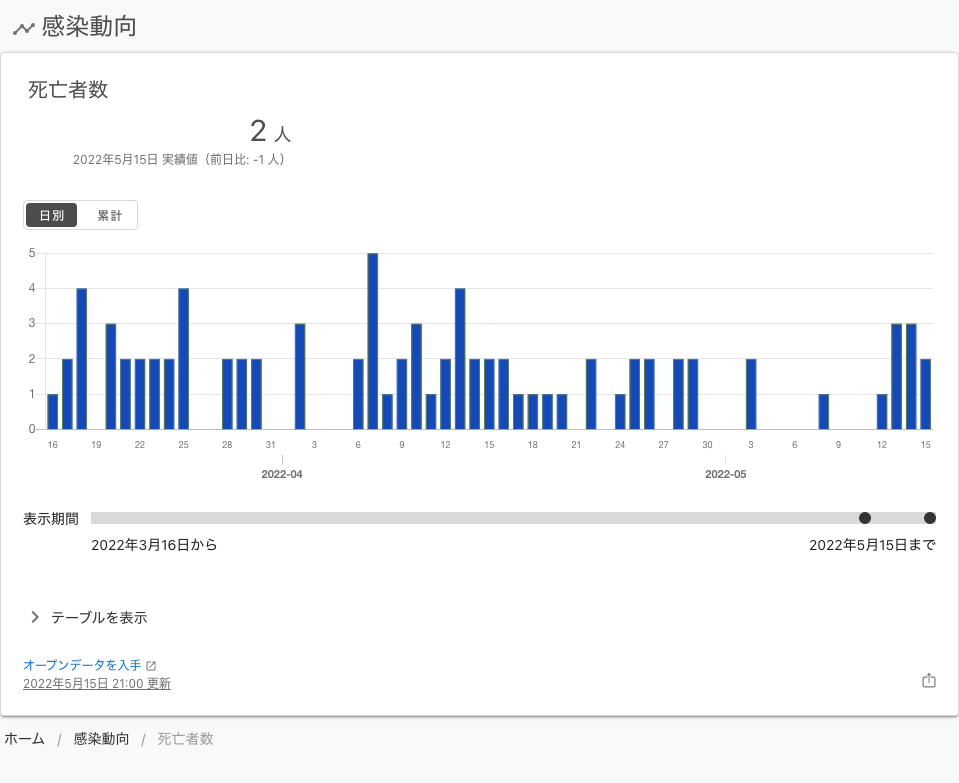 感染動向
死亡者数
2 人
2022年5月15日 実績値（前日比: -1 人）
日別 累計
5
4
3
2
1
0
16 19 22 25 28 31 3 6 9 12 15 18 21 24 27 30 3 6 9 12 15
2022-04 2022-05
表示期間
2022年3月16日から 2022年5月15日まで
テーブルを表示
オープンデータを入手
2022年5月15日 21:00 更新
ホーム / 感染動向 / 死亡者数